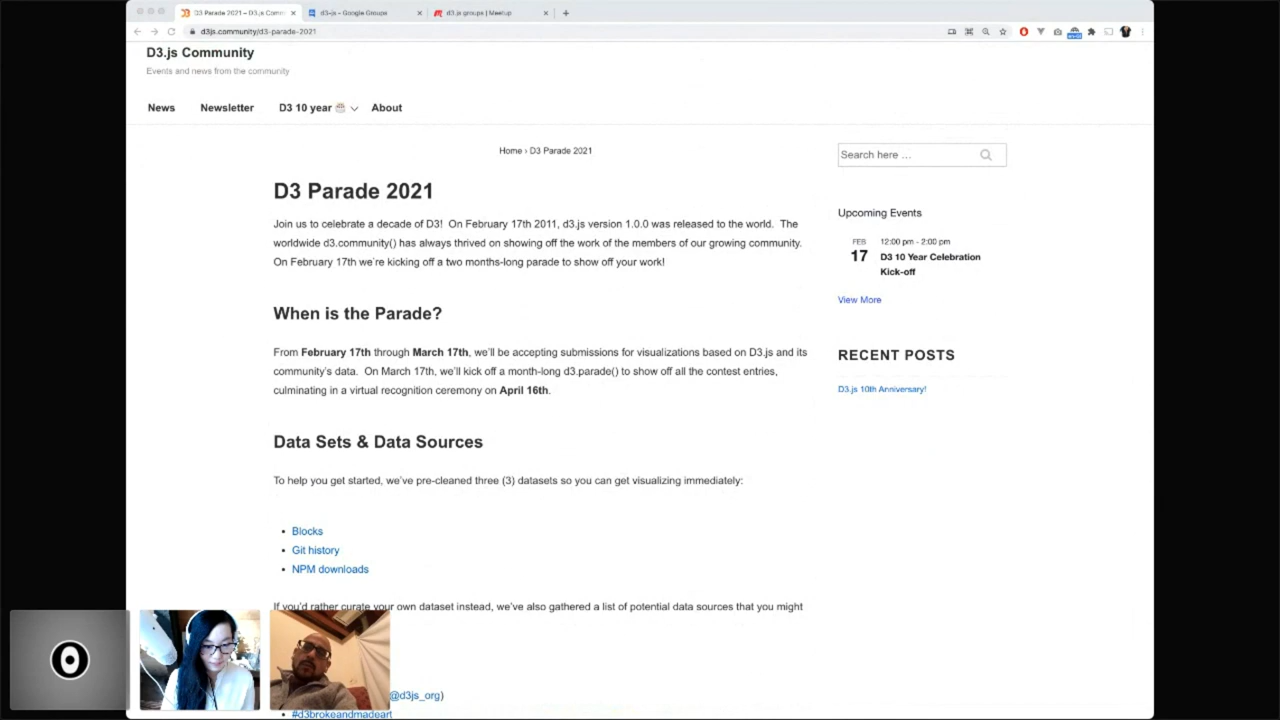 D3 Parade 2021 – D3.js Comm
d3-js - Google Groups
d3.js groups | Meetup
d3js.community/d3-parade-2021
D3.js Community
Events and news from the community
News
Newsletter
D3 10 year 🎂
About
Home › D3 Parade 2021
Search here …
D3 Parade 2021
Join us to celebrate a decade of D3! On February 17th 2011, d3.js version 1.0.0 was released to the world. The
worldwide d3.community() has always thrived on showing off the work of the members of our growing community.
On February 17th we're kicking off a two months-long parade to show off your work!
Upcoming Events
FEB
17
12:00 pm - 2:00 pm
D3 10 Year Celebration
Kick-off
View More
When is the Parade?
From February 17th through March 17th, we'll be accepting submissions for visualizations based on D3.js and its
community's data. On March 17th, we'll kick off a month-long d3.parade() to show off all the contest entries,
culminating in a virtual recognition ceremony on April 16th.
RECENT POSTS
D3.js 10th Anniversary!
Data Sets & Data Sources
To help you get started, we've pre-cleaned three (3) datasets so you can get visualizing immediately:
• Blocks
• Git history
• NPM downloads
If you'd rather curate your own dataset instead, we've also gathered a list of potential data sources that you might
@d3js_org)
• #d3brokeandmadeart